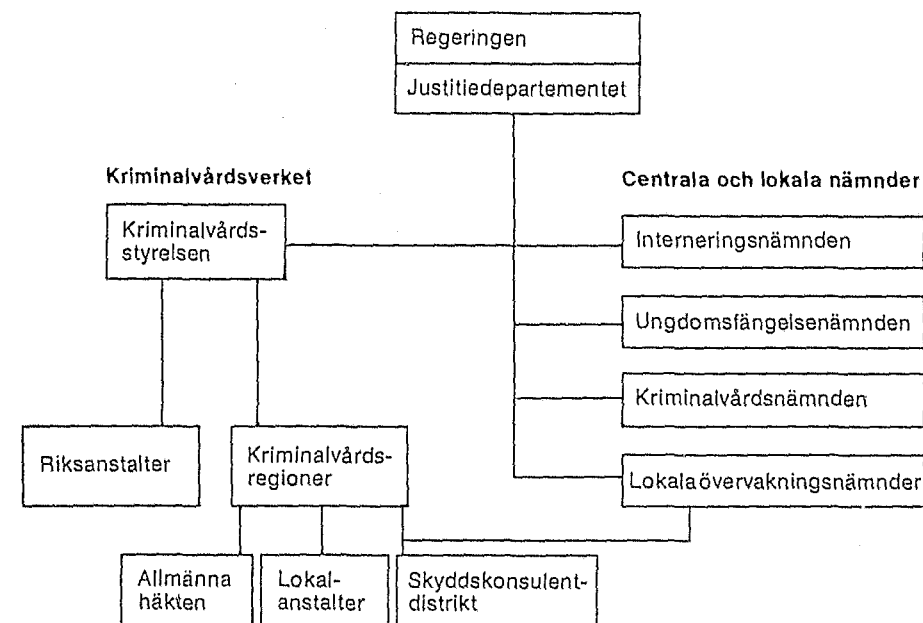 Regeringen
Justitiedepartementet
Kriminalvårdsverket
Centrala och lokala nämnder
Kriminalvårds-
styrelsen
Interneringsnämnden
Ungdomsfängelsenämnden
Kriminalvårdsnämnden
Riksanstalter
Kriminalvårds-
regioner
Lokala övervakningsnämnder
Allmänna
häkten
Lokal-
anstalter
Skyddskonsulent-
distrikt